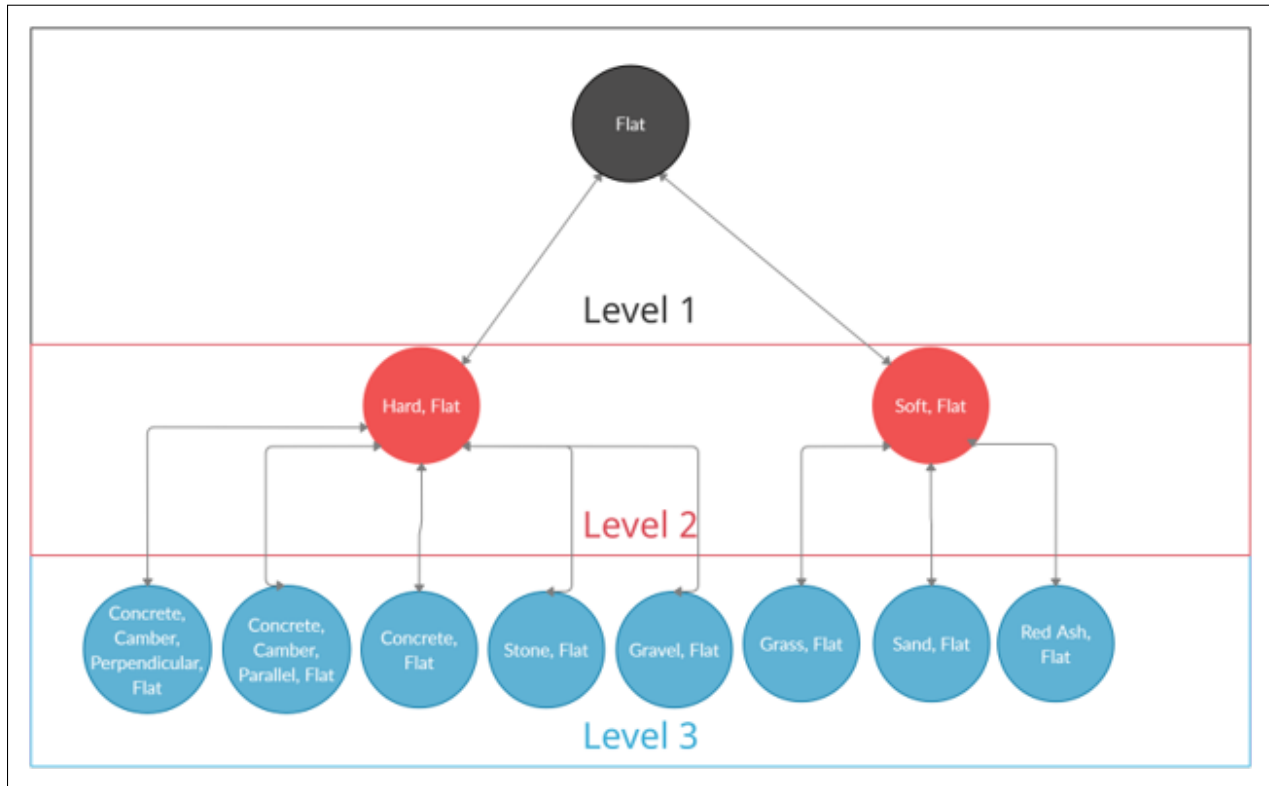 Flat
Level 1
Hard, Flat
Soft, Flat
Level 2
Concrete,
Camber,
Perpendicular,
Flat
Concrete,
Camber,
Parallel, Flat
Concrete,
Flat
Stone, Flat
Gravel, Flat
Grass, Flat
Sand, Flat
Red Ash,
Flat
Level 3